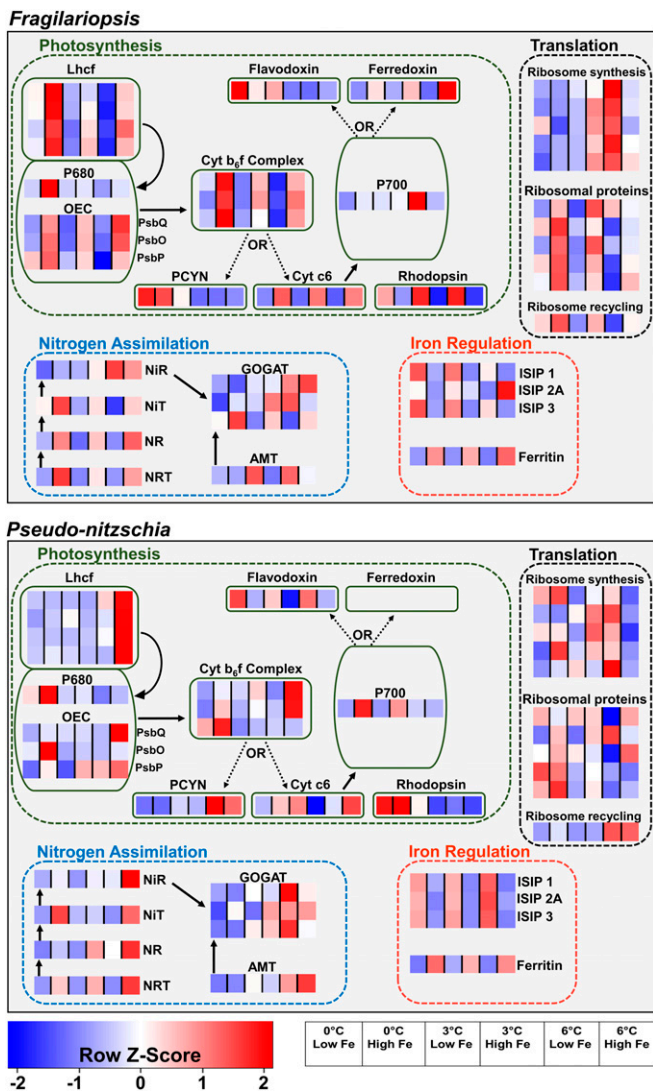 Fragilariopsis
Photosynthesis
Translation
Lhcf
Flavodoxin
Ferredoxin
Ribosome synthesis
OR
P680
Cyt b6f Complex
P700
OEC
PsbQ
PsbO
PsbP
Ribosomal proteins
OR
PCYN
Cyt c6
Rhodopsin
Ribosome recycling
Nitrogen Assimilation
Iron Regulation
NiR
GOGAT
ISIP 1
ISIP 2A
ISIP 3
NiT
NR
AMT
Ferritin
NRT
Pseudo-nitzschia
Photosynthesis
Translation
Lhcf
Flavodoxin
Ferredoxin
Ribosome synthesis
OR
P680
Cyt b6f Complex
P700
OEC
PsbQ
PsbO
PsbP
Ribosomal proteins
OR
PCYN
Cyt c6
Rhodopsin
Ribosome recycling
Nitrogen Assimilation
Iron Regulation
NiR
GOGAT
ISIP 1
ISIP 2A
ISIP 3
NiT
NR
AMT
Ferritin
NRT
Row Z-Score
-2 -1 0 1 2
0°C 0°C 3°C 3°C 6°C 6°C
Low Fe High Fe Low Fe High Fe Low Fe High Fe